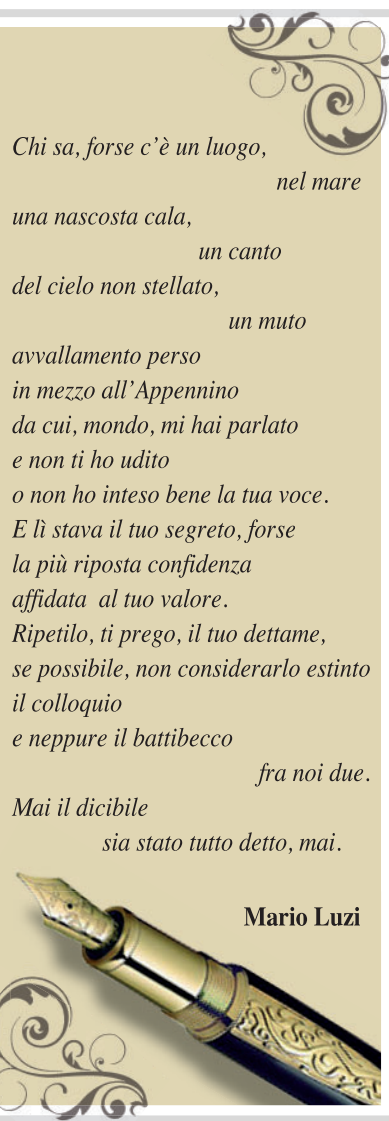 Chi sa, forse c’è un luogo,
nel mare
una nascosta cala,
un canto
del cielo non stellato,
un muto
avvallamento perso
in mezzo all’Appennino
da cui, mondo, mi hai parlato
e non ti ho udito
o non ho inteso bene la tua voce.
E lì stava il tuo segreto, forse
la più riposta confidenza
affidata al tuo valore.
Ripetilo, ti prego, il tuo dettame,
se possibile, non considerarlo estinto
il colloquio
e neppure il battibecco
fra noi due.
Mai il dicibile
sia stato tutto detto, mai.
Mario Luzi